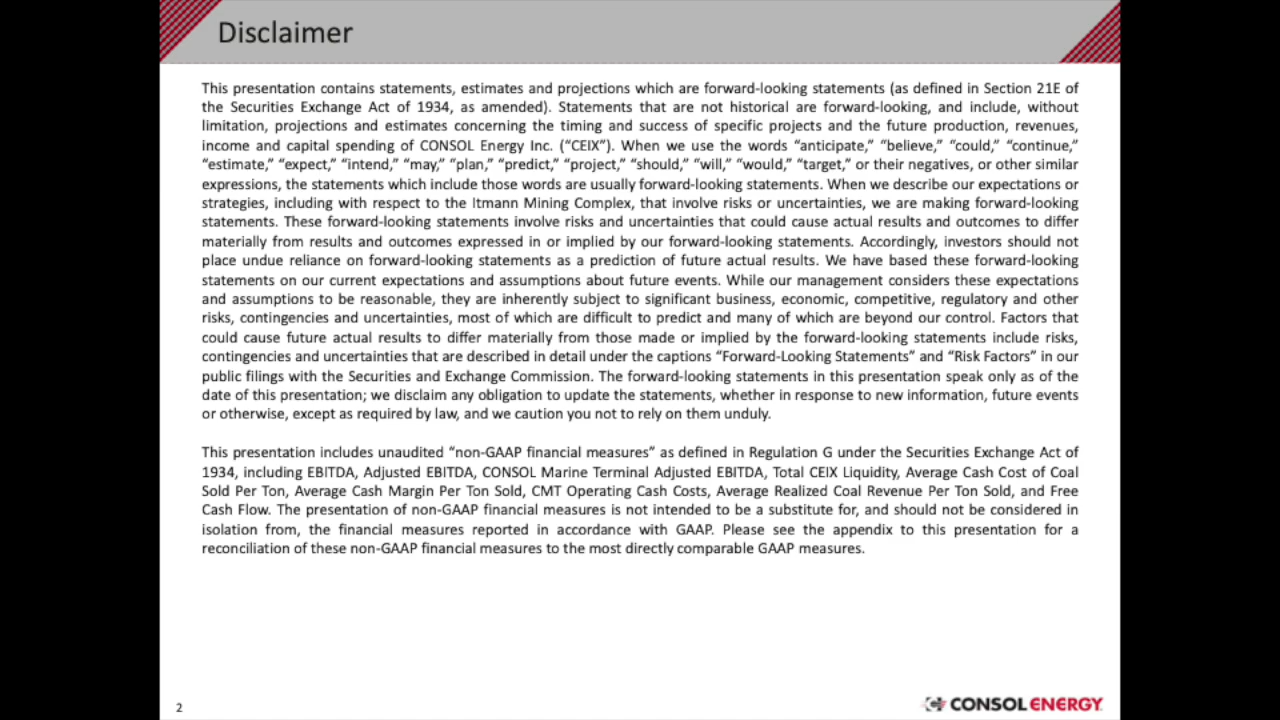 Disclaimer
This presentation contains statements, estimates and projections which are forward-looking statements (as defined in Section 21E of
the Securities Exchange Act of 1934, as amended). Statements that are not historical are forward-looking, and include, without
limitation, projections and estimates concerning the timing and success of specific projects and the future production, revenues,
income and capital spending of CONSOL Energy Inc. (“CEIX”). When we use the words “anticipate,” “believe,” “could,” “continue,”
“estimate,” “expect,” “intend,” “may,” “plan,” “predict,” “project,” “should,” “will,” “would,” “target,” or their negatives, or other similar
expressions, the statements which include those words are usually forward-looking statements. When we describe our expectations or
strategies, including with respect to the Itmann Mining Complex, that involve risks or uncertainties, we are making forward-looking
statements. These forward-looking statements involve risks and uncertainties that could cause actual results and outcomes to differ
materially from results and outcomes expressed in or implied by our forward-looking statements. Accordingly, investors should not
place undue reliance on forward-looking statements as a prediction of future actual results. We have based these forward-looking
statements on our current expectations and assumptions about future events. While our management considers these expectations
and assumptions to be reasonable, they are inherently subject to significant business, economic, competitive, regulatory and other
risks, contingencies and uncertainties, most of which are difficult to predict and many of which are beyond our control. Factors that
could cause future actual results to differ materially from those made or implied by the forward-looking statements include risks,
contingencies and uncertainties that are described in detail under the captions “Forward-Looking Statements” and “Risk Factors” in our
public filings with the Securities and Exchange Commission. The forward-looking statements in this presentation speak only as of the
date of this presentation; we disclaim any obligation to update the statements, whether in response to new information, future events
or otherwise, except as required by law, and we caution you not to rely on them unduly.
This presentation includes unaudited “non-GAAP financial measures” as defined in Regulation G under the Securities Exchange Act of
1934, including EBITDA, Adjusted EBITDA, CONSOL Marine Terminal Adjusted EBITDA, Total CEIX Liquidity, Average Cash Cost of Coal
Sold Per Ton, Average Cash Margin Per Ton Sold, CMT Operating Cash Costs, Average Realized Coal Revenue Per Ton Sold, and Free
Cash Flow. The presentation of non-GAAP financial measures is not intended to be a substitute for, and should not be considered in
isolation from, the financial measures reported in accordance with GAAP. Please see the appendix to this presentation for a
reconciliation of these non-GAAP financial measures to the most directly comparable GAAP measures.
2
CONSOL ENERGY